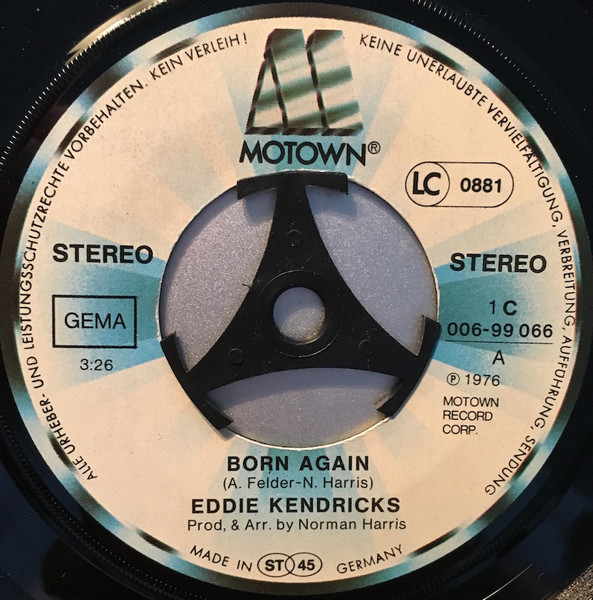 ALLE URHEBER- UND LEISTUNGSSCHUTZRECHTE VORBEHALTEN. KEIN VERLEIH! KEINE UNERLAUBTE VERVIELFÄLTIGUNG, VERBREITUNG, AUFFÜHRUNG, SENDUNG
M
MOTOWN®
LC 0881
STEREO
STEREO
GEMA
3:26
1C
006-99 066
A
℗ 1976
MOTOWN
RECORD
CORP.
BORN AGAIN
(A. Felder-N. Harris)
EDDIE KENDRICKS
Prod, & Arr. by Norman Harris
MADE IN ST 45 GERMANY